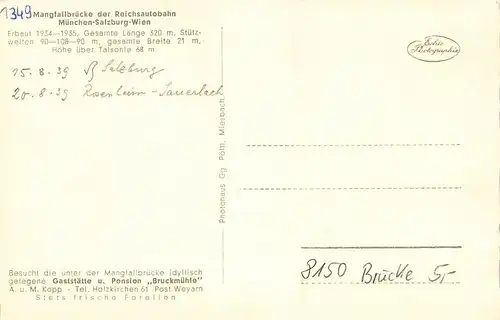 1349
Mangfallbrücke der Reichsautobahn
München-Salzburg-Wien
Erbaut 1934—1935, Gesamte Länge 320 m, Stütz-
weiten 90—108—90 m, gesamte Breite 21 m,
Höhe über Talsohle 68 m.
15.8.39 Salzburg
20.8.39 Rosenheim - Sauerlach
Echte
Photographie
Photohaus Gg Pöltl, Miesbach
8150 Brücke 5,-
Besucht die unter der Mangfallbrücke idyllisch
gelegene Gaststätte u. Pension „Bruckmühle"
A. u. M. Kopp - Tel. Holzkirchen 61 Post Weyarn
Stets frische Forellen